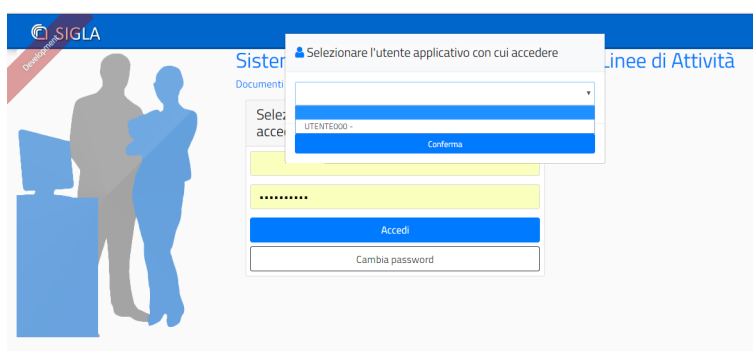 SIGLA
Development
Selezionare l'utente applicativo con cui accedere
Sister
Linee di Attività
Documenti
Selez
acce
UTENTE000 -
Conferma
••••••••••
Accedi
Cambia password